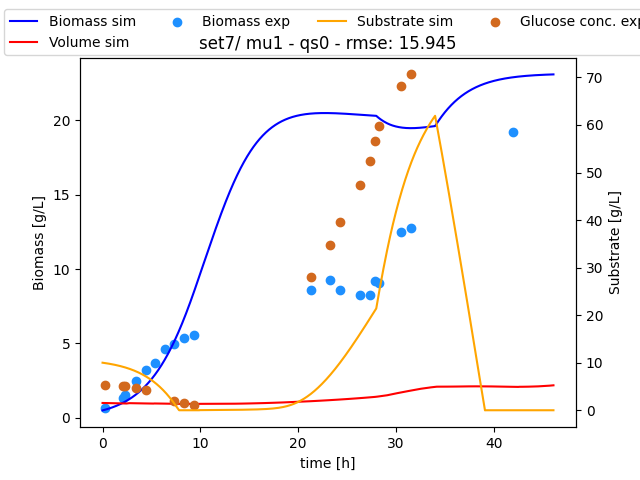 Biomass sim Biomass exp Substrate sim Glucose conc. exp
Volume sim
set7/ mu1 - qs0 - rmse: 15.945
Biomass [g/L]
20
15
10
5
0
70
60
50
40
30
20
10
0
Substrate [g/L]
0 10 20 30 40
time [h]